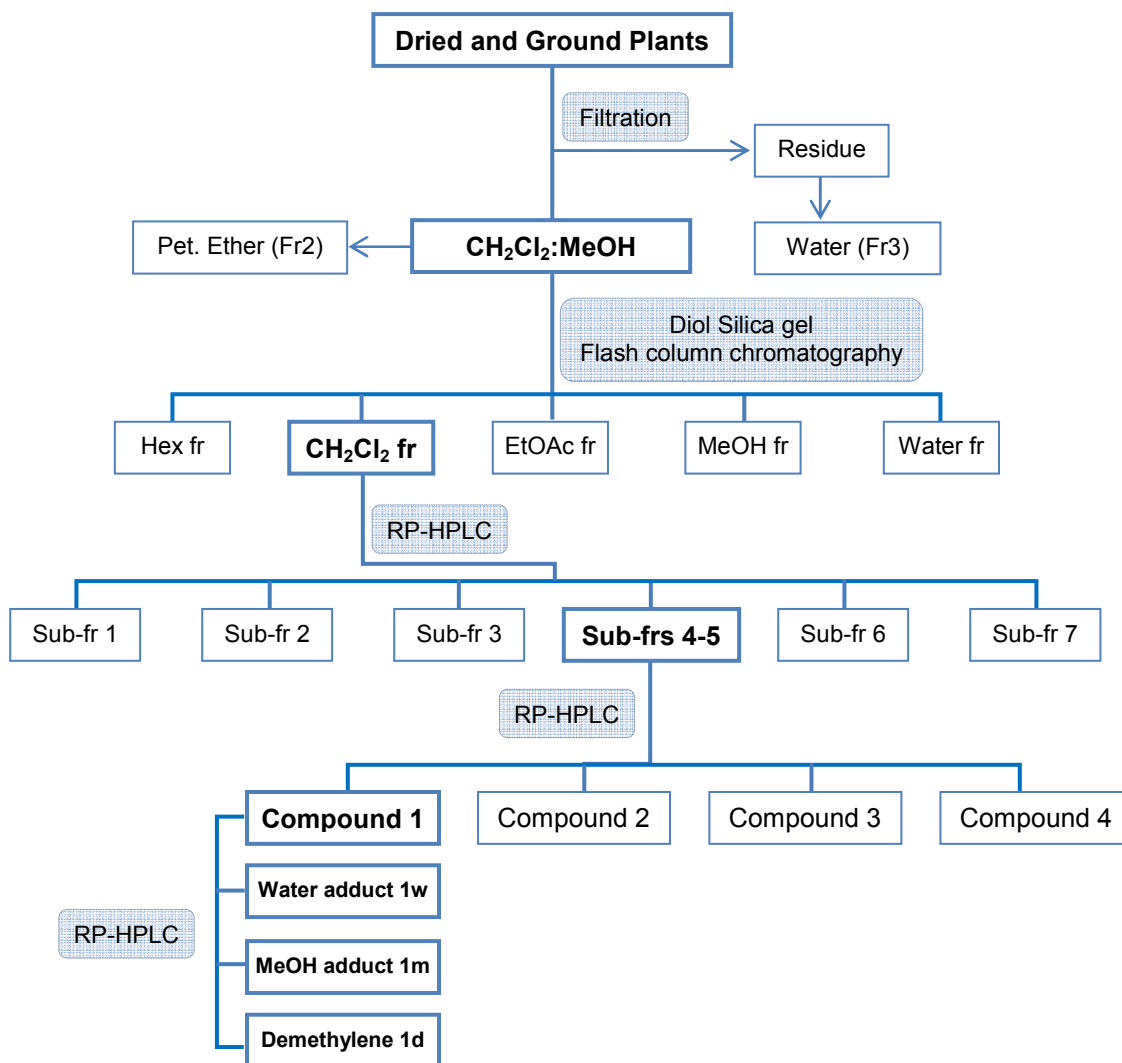 Dried and Ground Plants
Filtration
Residue
Pet. Ether (Fr2)
CH₂Cl₂:MeOH
Water (Fr3)
Diol Silica gel
Flash column chromatography
Hex fr
CH₂Cl₂ fr
EtOAc fr
MeOH fr
Water fr
RP-HPLC
Sub-fr 1
Sub-fr 2
Sub-fr 3
Sub-frs 4-5
Sub-fr 6
Sub-fr 7
RP-HPLC
Compound 1
Compound 2
Compound 3
Compound 4
Water adduct 1w
RP-HPLC
MeOH adduct 1m
Demethylene 1d